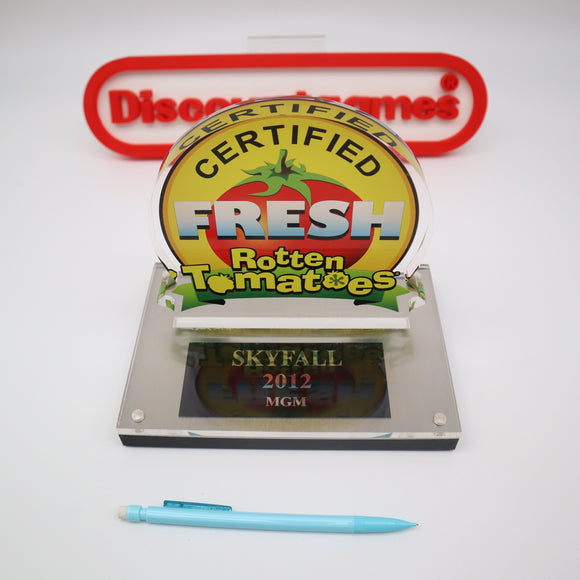 Discountgames®
CERTIFIED
CERTIFIED
FRESH
Rotten
Tomatoes
SKYFALL
2012
MGM